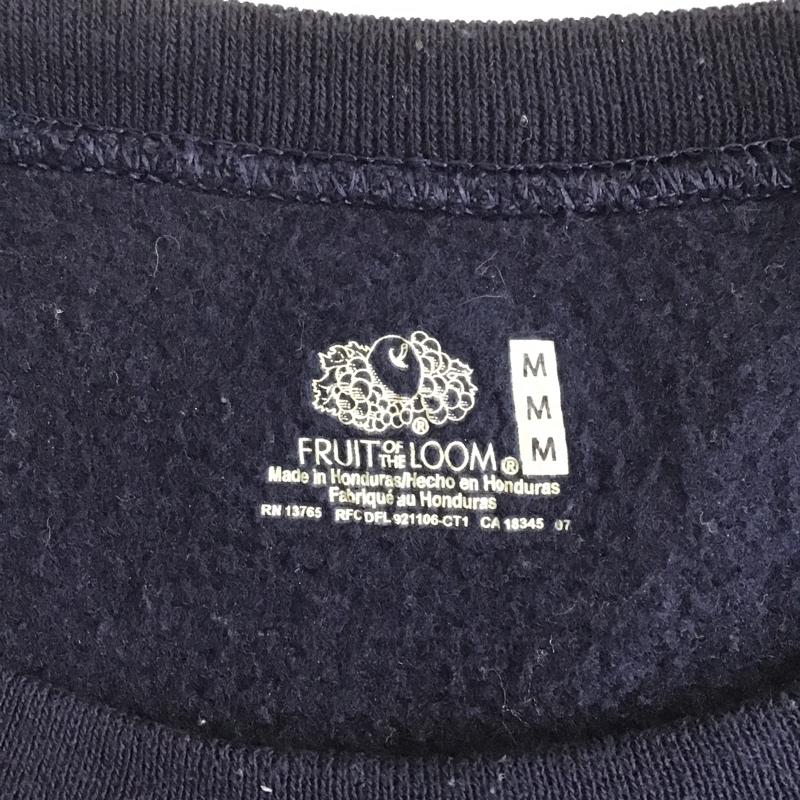 M
M
M
®
FRUIT OF THE LOOM ®
Made in Honduras/Hecho en Honduras
Fabriqué au Honduras
RN 13765 RFC DFL-921106-CT1 CA 18345 07